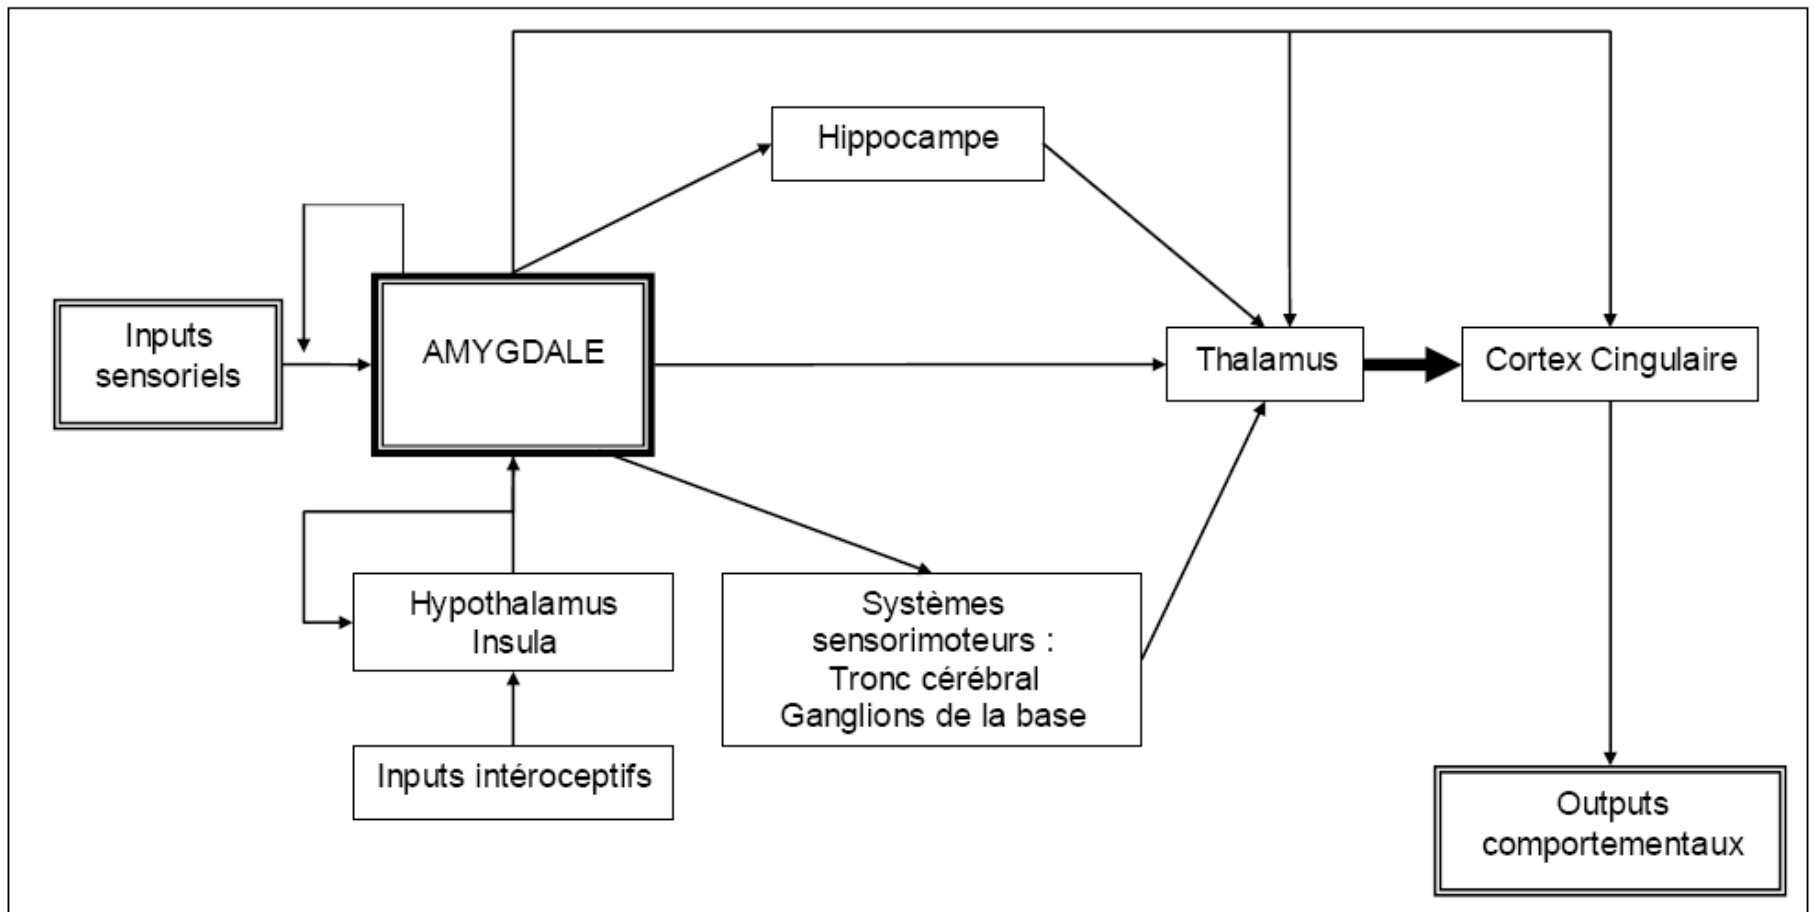 Hippocampe
Inputs
sensoriels
AMYGDALE
Thalamus
Cortex Cingulaire
Hypothalamus
Insula
Systèmes
sensorimoteurs :
Tronc cérébral
Ganglions de la base
Inputs intéroceptifs
Outputs
comportementaux